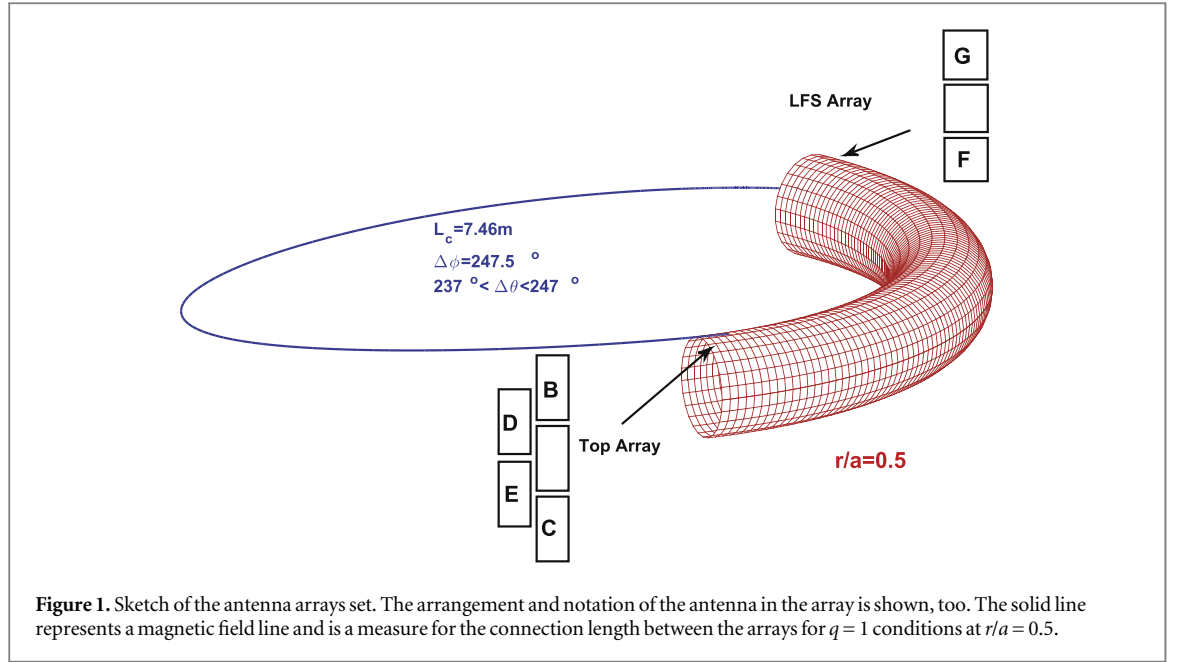 G
LFS Array
F
L_c=7.46m
Δϕ=247.5 °
237 °< Δθ<247 °
B
D
Top Array
E
C
r/a=0.5
Figure 1. Sketch of the antenna arrays set. The arrangement and notation of the antenna in the array is shown, too. The solid line
represents a magnetic field line and is a measure for the connection length between the arrays for q = 1 conditions at r/a = 0.5.